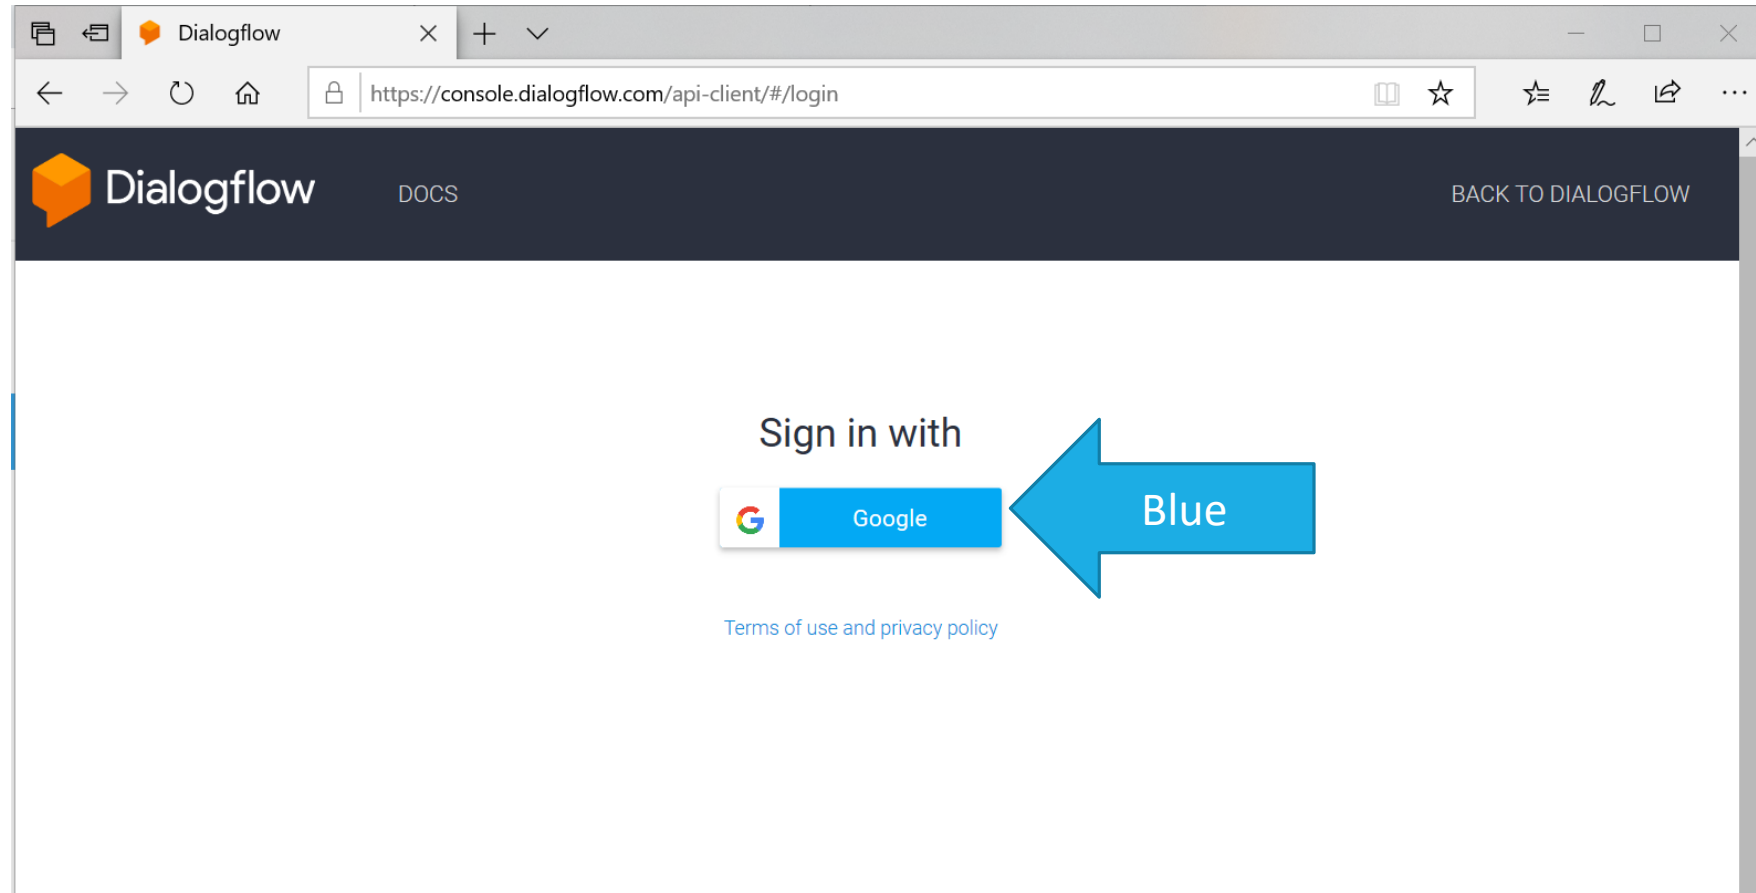 Dialogflow
https://console.dialogflow.com/api-client/#/login
Dialogflow DOCS BACK TO DIALOGFLOW
Sign in with
G Google
Blue
Terms of use and privacy policy